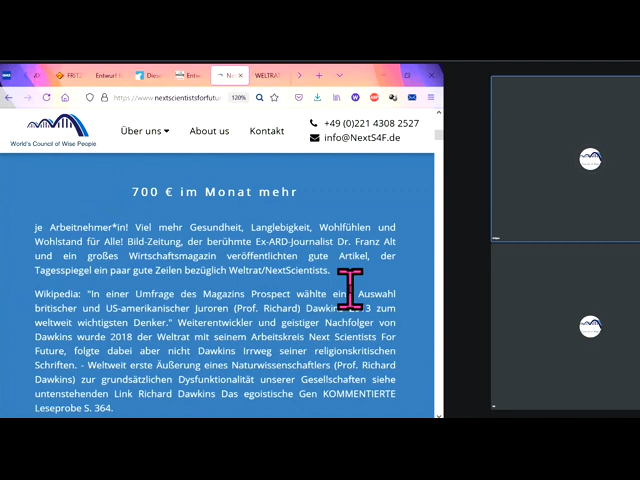 FRITZ
Entwurf f
Diese
Entw
Ne
WELTRAT
https://www.nextscientistsforfutur
120%
World's Council of Wise People
Über uns
About us
Kontakt
+49 (0)221 4308 2527
info@NextS4F.de
700 € im Monat mehr
je Arbeitnehmer*in! Viel mehr Gesundheit, Langlebigkeit, Wohlfühlen und
Wohlstand für Alle! Bild-Zeitung, der berühmte Ex-ARD-Journalist Dr. Franz Alt
und ein großes Wirtschaftsmagazin veröffentlichten gute Artikel, der
Tagesspiegel ein paar gute Zeilen bezüglich Weltrat/NextScientists.
Wikipedia: "In einer Umfrage des Magazins Prospect wählte ein Auswahl
britischer und US-amerikanischer Juroren (Prof. Richard) Dawkins 3 zum
weltweit wichtigsten Denker." Weiterentwickler und geistiger Nachfolger von
Dawkins wurde 2018 der Weltrat mit seinem Arbeitskreis Next Scientists For
Future, folgte dabei aber nicht Dawkins Irrweg seiner religionskritischen
Schriften. - Weltweit erste Äußerung eines Naturwissenschaftlers (Prof. Richard
Dawkins) zur grundsätzlichen Dysfunktionalität unserer Gesellschaften siehe
untenstehenden Link Richard Dawkins Das egoistische Gen KOMMENTIERTE
Leseprobe S. 364.